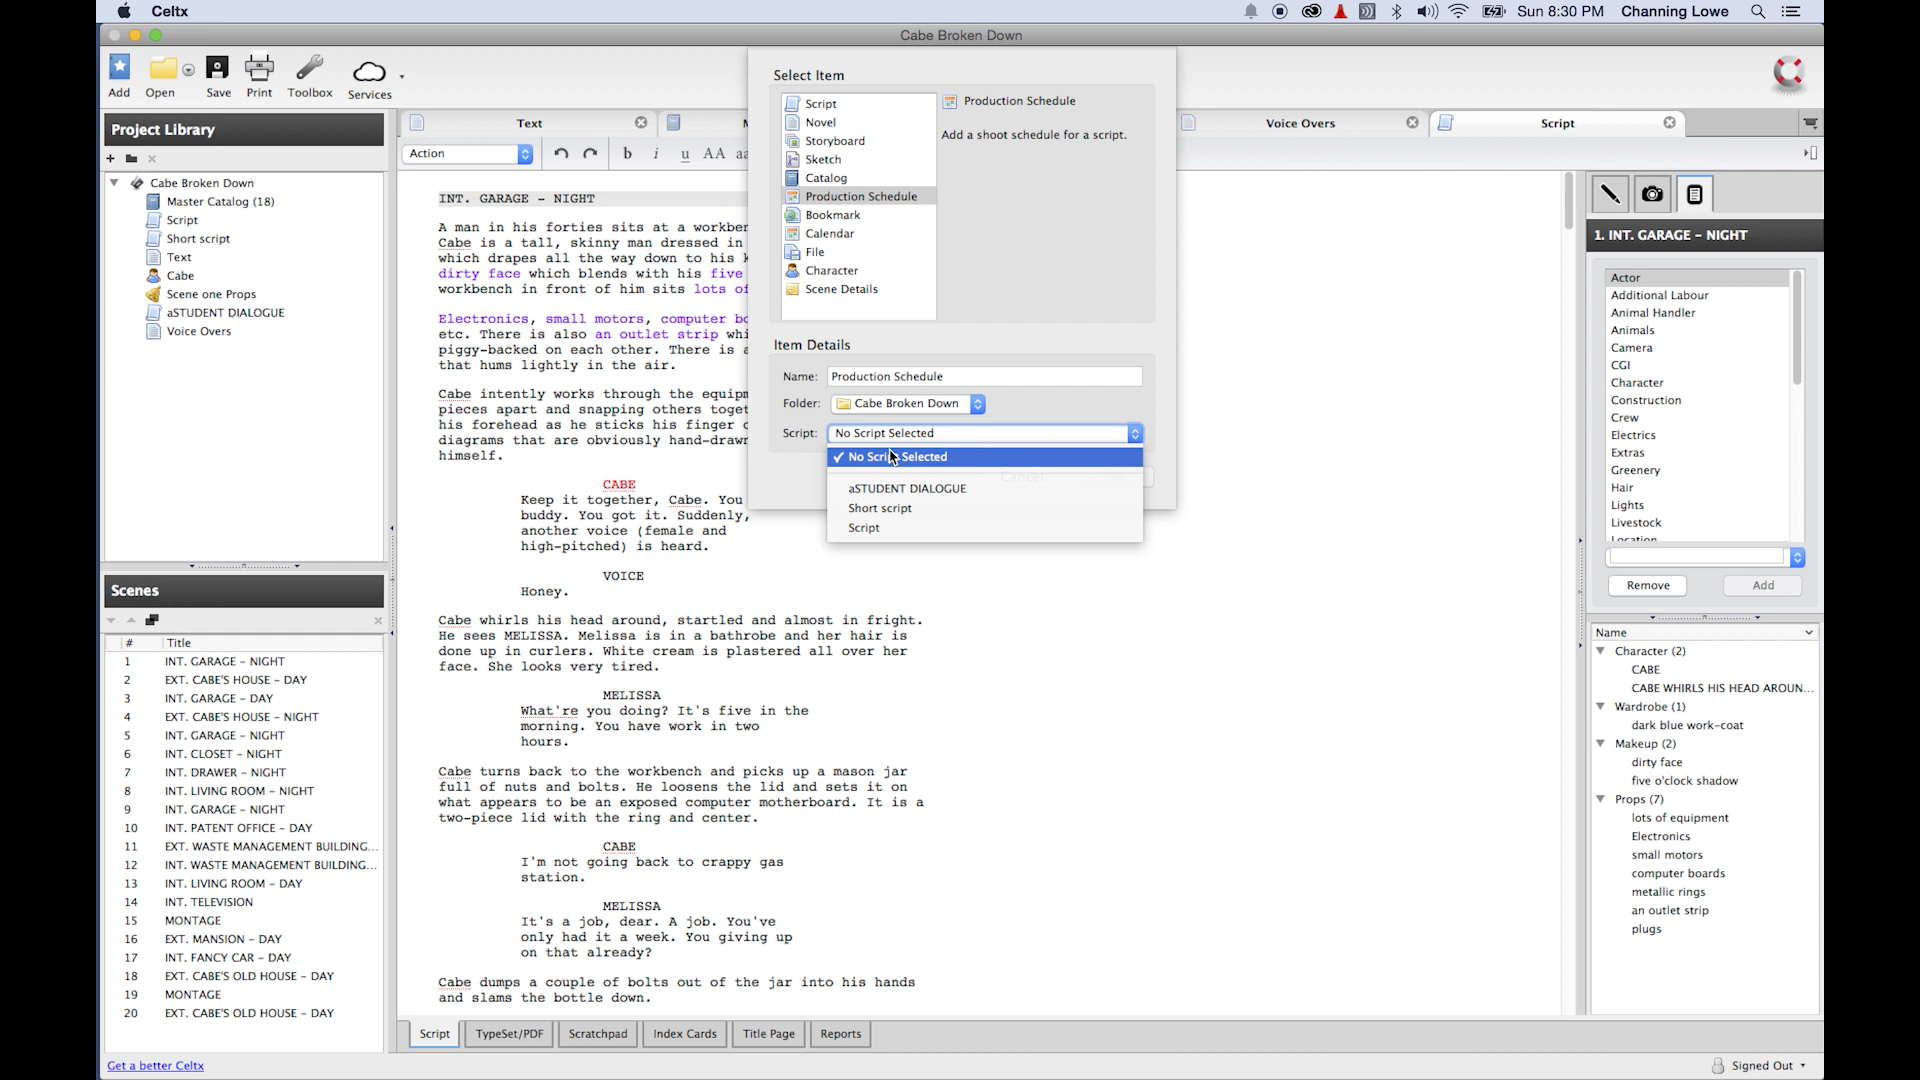 Celtx
Sun 8:30 PM Channing Lowe
Cabe Broken Down
Add
Open
Save
Print
Toolbox
Services
Project Library
Cabe Broken Down
Master Catalog (18)
Script
Short script
Text
Cabe
Scene one Props
aSTUDENT DIALOGUE
Voice Overs
Scenes
# Title
1 INT. GARAGE - NIGHT
2 EXT. CABE'S HOUSE - DAY
3 INT. GARAGE - DAY
4 EXT. CABE'S HOUSE - NIGHT
5 INT. GARAGE - NIGHT
6 INT. CLOSET - NIGHT
7 INT. DRAWER - NIGHT
8 INT. LIVING ROOM - NIGHT
9 INT. GARAGE - NIGHT
10 INT. PATENT OFFICE - DAY
11 EXT. WASTE MANAGEMENT BUILDING...
12 INT. WASTE MANAGEMENT BUILDING...
13 INT. LIVING ROOM - DAY
14 INT. TELEVISION
15 MONTAGE
16 EXT. MANSION - DAY
17 INT. FANCY CAR - DAY
18 EXT. CABE'S OLD HOUSE - DAY
19 MONTAGE
20 EXT. CABE'S OLD HOUSE - DAY
Get a better Celtx
Text
Voice Overs
Script
Action
b i u AA aa
INT. GARAGE - NIGHT
A man in his forties sits at a workben
Cabe is a tall, skinny man dressed in
which drapes all the way down to his k
dirty face which blends with his five
workbench in front of him sits lots of
Electronics, small motors, computer bo
etc. There is also an outlet strip whi
piggy-backed on each other. There is a
that hums lightly in the air.
Cabe intently works through the equipm
pieces apart and snapping others toget
his forehead as he sticks his finger o
diagrams that are obviously hand-drawn
himself.
CABE
Keep it together, Cabe. You
buddy. You got it. Suddenly,
another voice (female and
high-pitched) is heard.
VOICE
Honey.
Cabe whirls his head around, startled and almost in fright.
He sees MELISSA. Melissa is in a bathrobe and her hair is
done up in curlers. White cream is plastered all over her
face. She looks very tired.
MELISSA
What're you doing? It's five in the
morning. You have work in two
hours.
Cabe turns back to the workbench and picks up a mason jar
full of nuts and bolts. He loosens the lid and sets it on
what appears to be an exposed computer motherboard. It is a
two-piece lid with the ring and center.
CABE
I'm not going back to crappy gas
station.
MELISSA
It's a job, dear. A job. You've
only had it a week. You giving up
on that already?
Cabe dumps a couple of bolts out of the jar into his hands
and slams the bottle down.
Script
TypeSet/PDF
Scratchpad
Index Cards
Title Page
Reports
Select Item
Script
Novel
Storyboard
Sketch
Catalog
Production Schedule
Bookmark
Calendar
File
Character
Scene Details
Production Schedule
Add a shoot schedule for a script.
Item Details
Name: Production Schedule
Folder: Cabe Broken Down
Script: No Script Selected
✓ No Script Selected
Cancel
aSTUDENT DIALOGUE
Short script
Script
1. INT. GARAGE - NIGHT
Actor
Additional Labour
Animal Handler
Animals
Camera
CGI
Character
Construction
Crew
Electrics
Extras
Greenery
Hair
Lights
Livestock
Location
Remove
Add
Name
Character (2)
CABE
CABE WHIRLS HIS HEAD AROUN...
Wardrobe (1)
dark blue work-coat
Makeup (2)
dirty face
five o'clock shadow
Props (7)
lots of equipment
Electronics
small motors
computer boards
metallic rings
an outlet strip
plugs
Signed Out